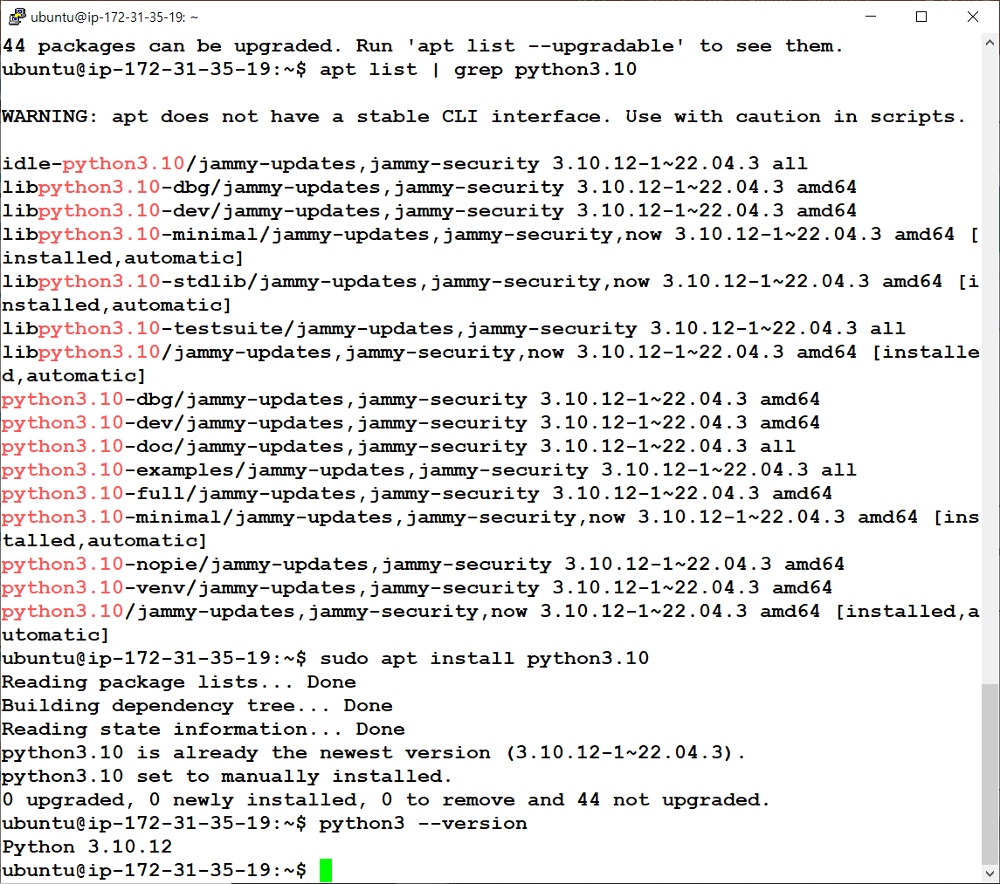 ubuntu@ip-172-31-35-19: ~
44 packages can be upgraded. Run 'apt list --upgradable' to see them.
ubuntu@ip-172-31-35-19:~$ apt list | grep python3.10
WARNING: apt does not have a stable CLI interface. Use with caution in scripts.
idle-python3.10/jammy-updates,jammy-security 3.10.12-1~22.04.3 all
libpython3.10-dbg/jammy-updates,jammy-security 3.10.12-1~22.04.3 amd64
libpython3.10-dev/jammy-updates,jammy-security 3.10.12-1~22.04.3 amd64
libpython3.10-minimal/jammy-updates,jammy-security,now 3.10.12-1~22.04.3 amd64 [
installed,automatic]
libpython3.10-stdlib/jammy-updates,jammy-security,now 3.10.12-1~22.04.3 amd64 [i
nstalled,automatic]
libpython3.10-testsuite/jammy-updates,jammy-security 3.10.12-1~22.04.3 all
libpython3.10/jammy-updates,jammy-security,now 3.10.12-1~22.04.3 amd64 [installe
d,automatic]
python3.10-dbg/jammy-updates,jammy-security 3.10.12-1~22.04.3 amd64
python3.10-dev/jammy-updates,jammy-security 3.10.12-1~22.04.3 amd64
python3.10-doc/jammy-updates,jammy-security 3.10.12-1~22.04.3 all
python3.10-examples/jammy-updates,jammy-security 3.10.12-1~22.04.3 all
python3.10-full/jammy-updates,jammy-security 3.10.12-1~22.04.3 amd64
python3.10-minimal/jammy-updates,jammy-security,now 3.10.12-1~22.04.3 amd64 [ins
talled,automatic]
python3.10-nopie/jammy-updates,jammy-security 3.10.12-1~22.04.3 amd64
python3.10-venv/jammy-updates,jammy-security 3.10.12-1~22.04.3 amd64
python3.10/jammy-updates,jammy-security,now 3.10.12-1~22.04.3 amd64 [installed,a
utomatic]
ubuntu@ip-172-31-35-19:~$ sudo apt install python3.10
Reading package lists... Done
Building dependency tree... Done
Reading state information... Done
python3.10 is already the newest version (3.10.12-1~22.04.3).
python3.10 set to manually installed.
0 upgraded, 0 newly installed, 0 to remove and 44 not upgraded.
ubuntu@ip-172-31-35-19:~$ python3 --version
Python 3.10.12
ubuntu@ip-172-31-35-19:~$